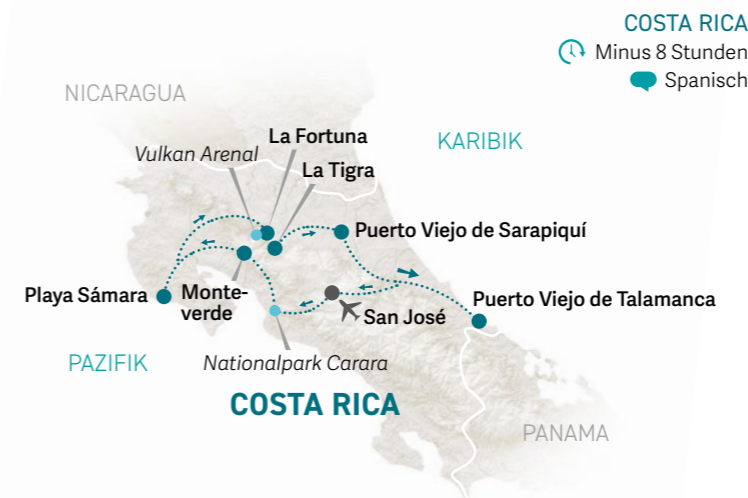 COSTA RICA
Minus 8 Stunden
Spanisch
NICARAGUA
KARIBIK
La Fortuna
Vulkan Arenal
La Tigra
Puerto Viejo de Sarapiquí
Playa Sámara
Monte-
verde
San José
Puerto Viejo de Talamanca
PAZIFIK
Nationalpark Carara
COSTA RICA
PANAMA